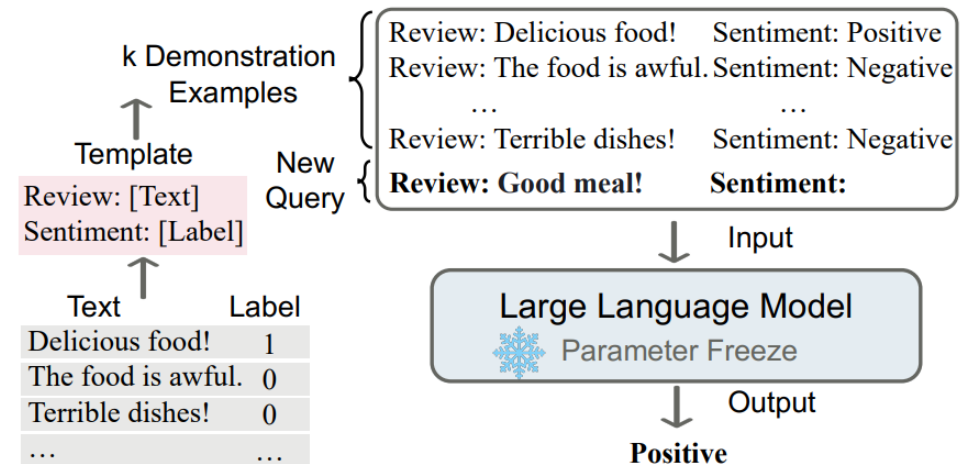 k Demonstration
Examples
Review: Delicious food! Sentiment: Positive
Review: The food is awful. Sentiment: Negative
... ...
Review: Terrible dishes! Sentiment: Negative
New
Query
Review: Good meal! Sentiment:
Template
Review: [Text]
Sentiment: [Label]
Text Label
Delicious food! 1
The food is awful. 0
Terrible dishes! 0
... ...
Input
Large Language Model
Parameter Freeze
Output
Positive